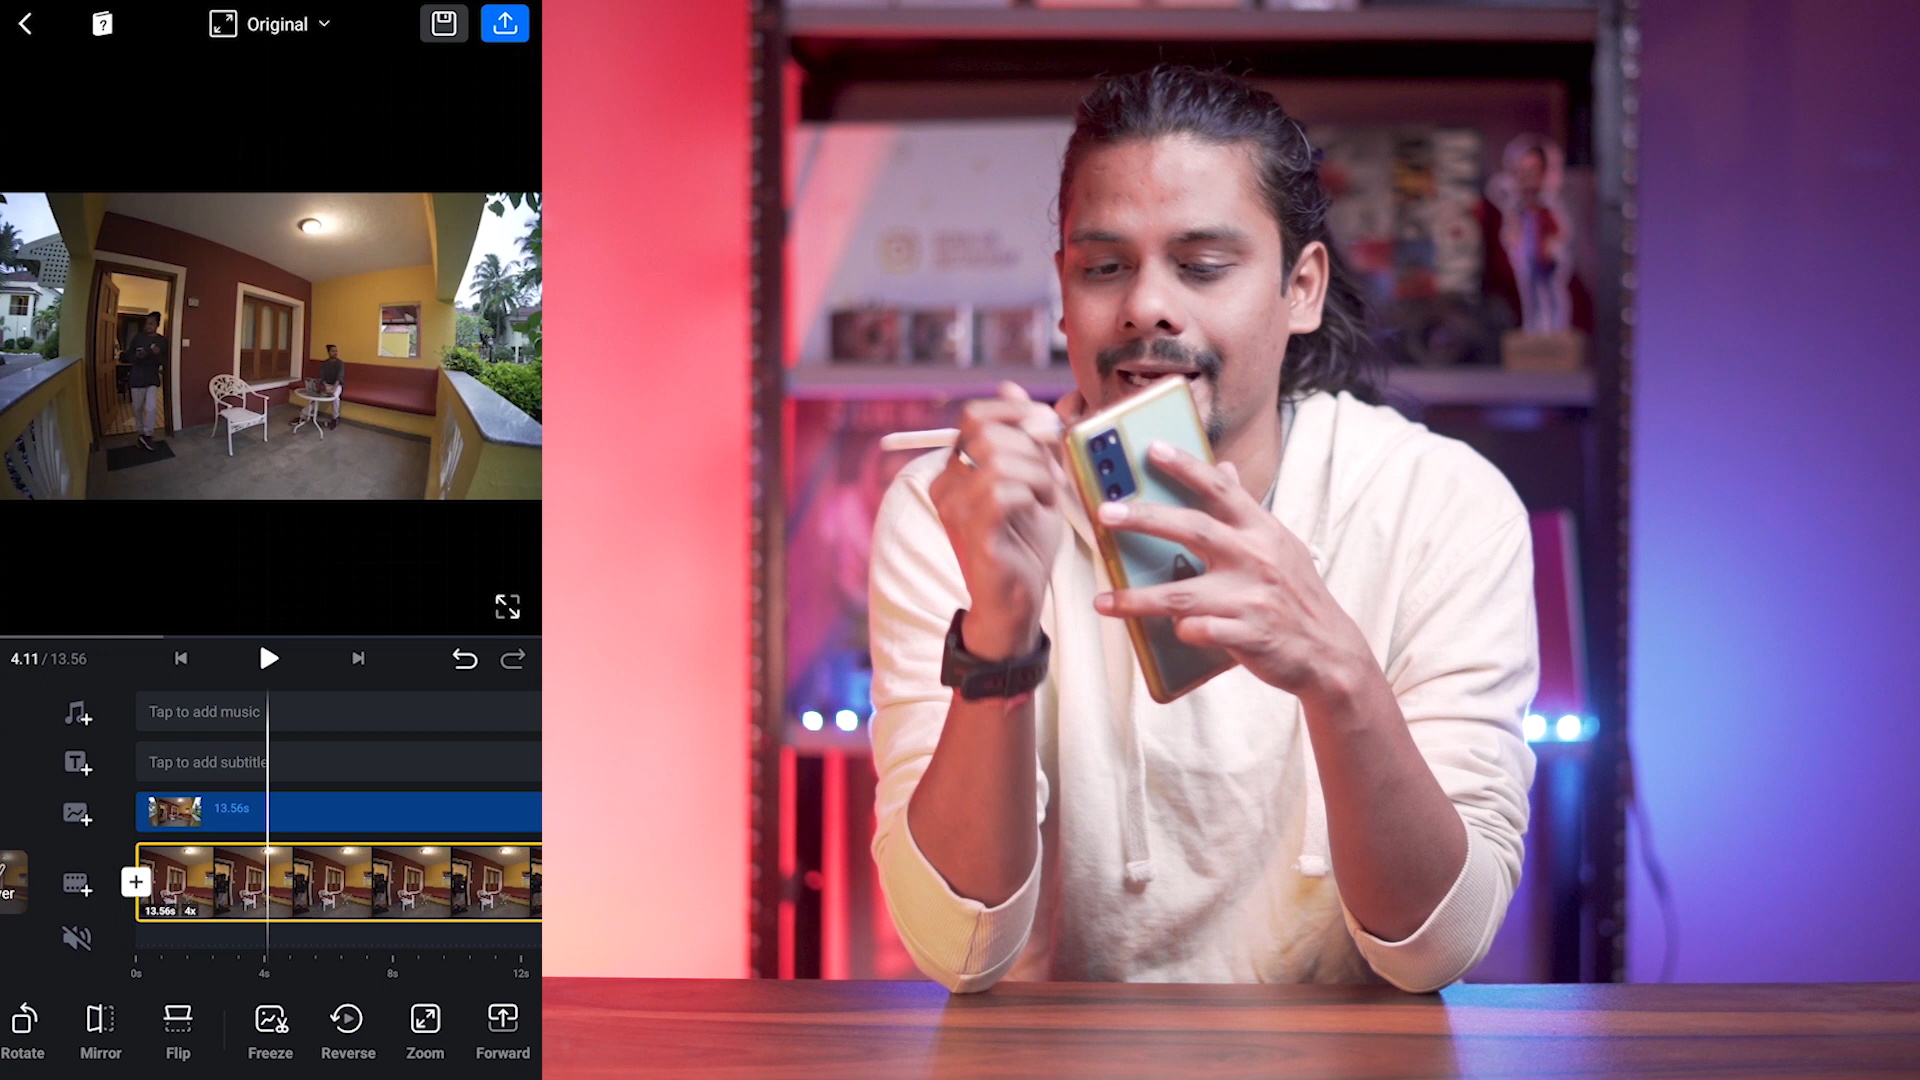 Original
4.11 / 13.56
Tap to add music
Tap to add subtitle
13.56s
ver
13.56s 4x
0s 4s 8s 12s
Rotate Mirror Flip Freeze Reverse Zoom Forward